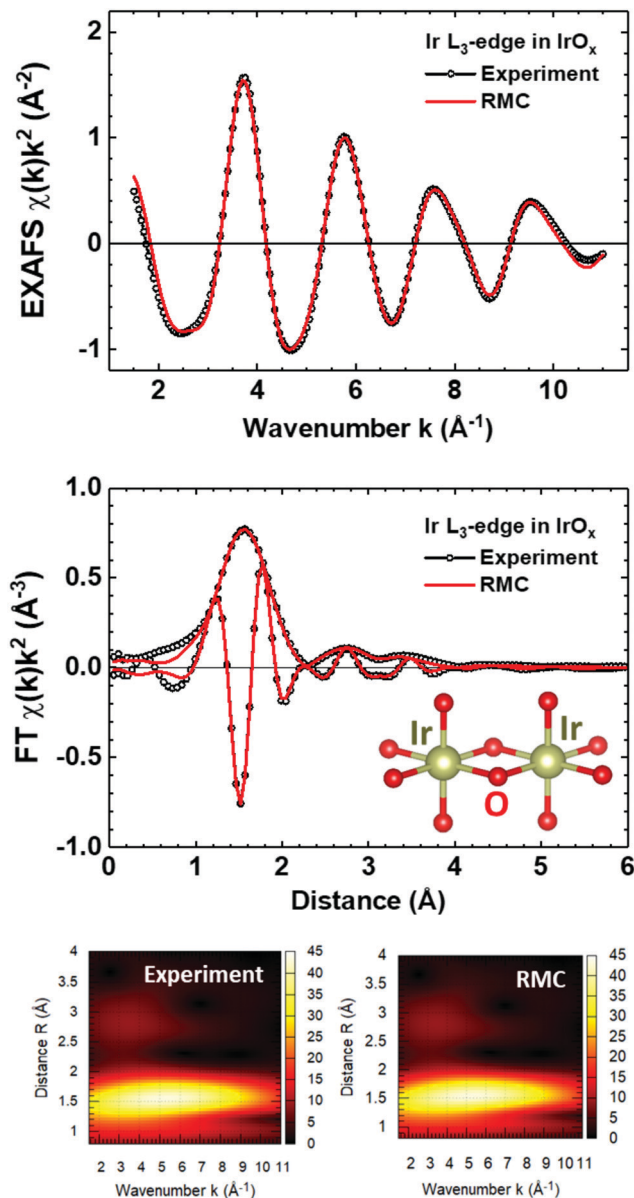 Ir L₃-edge in IrOₓ
Experiment
RMC
EXAFS χ(k)k² (Å⁻²)
2
1
0
-1
2 4 6 8 10
Wavenumber k (Å⁻¹)
Ir L₃-edge in IrOₓ
Experiment
RMC
FT χ(k)k² (Å⁻³)
1.0
0.5
0.0
-0.5
-1.0
Ir Ir
O
0 1 2 3 4 5 6
Distance (Å)
Experiment
Distance R (Å)
4
3.5
3
2.5
2
1.5
1
45
40
35
30
25
20
15
10
5
0
2 3 4 5 6 7 8 9 10 11
Wavenumber k (Å⁻¹)
RMC
Distance R (Å)
4
3.5
3
2.5
2
1.5
1
45
40
35
30
25
20
15
10
5
0
2 3 4 5 6 7 8 9 10 11
Wavenumber k (Å⁻¹)